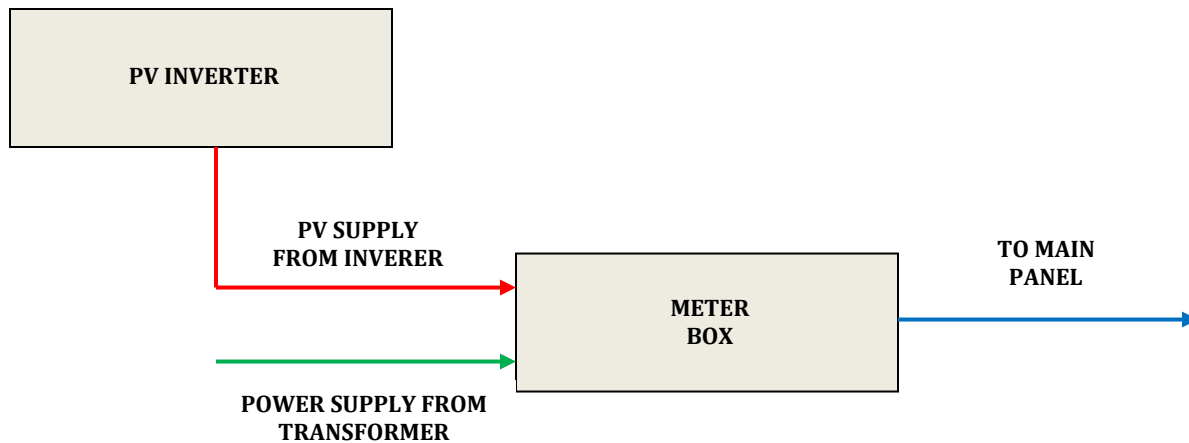 PV INVERTER
PV SUPPLY
FROM INVERER
TO MAIN
PANEL
METER
BOX
POWER SUPPLY FROM
TRANSFORMER